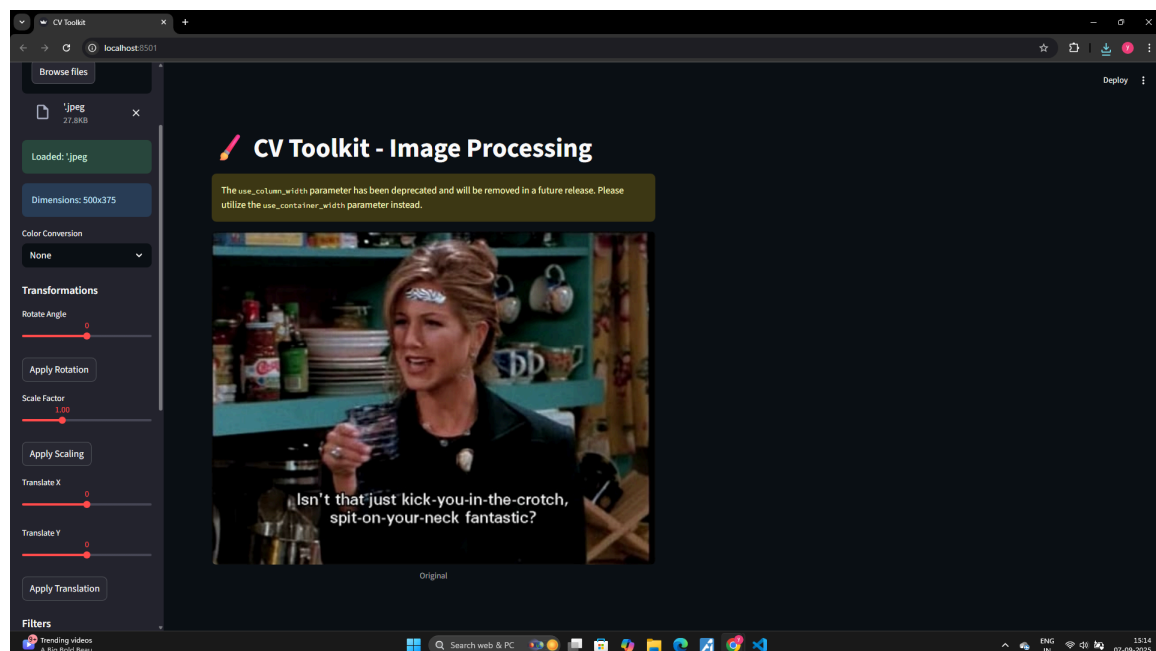 CV Toolkit
localhost:8501
Browse files
'.jpeg
27.8KB
Loaded: '.jpeg
Dimensions: 500x375
Color Conversion
None
Transformations
Rotate Angle
0
Apply Rotation
Scale Factor
1.00
Apply Scaling
Translate X
0
Translate Y
0
Apply Translation
Filters
Deploy
CV Toolkit - Image Processing
The use_column_width parameter has been deprecated and will be removed in a future release. Please
utilize the use_container_width parameter instead.
Isn't that just kick-you-in-the-crotch,
spit-on-your-neck fantastic?
Original
9+
Trending videos
A Big Bold Beau
Search web & PC
ENG
IN
15:14
07-09-2025